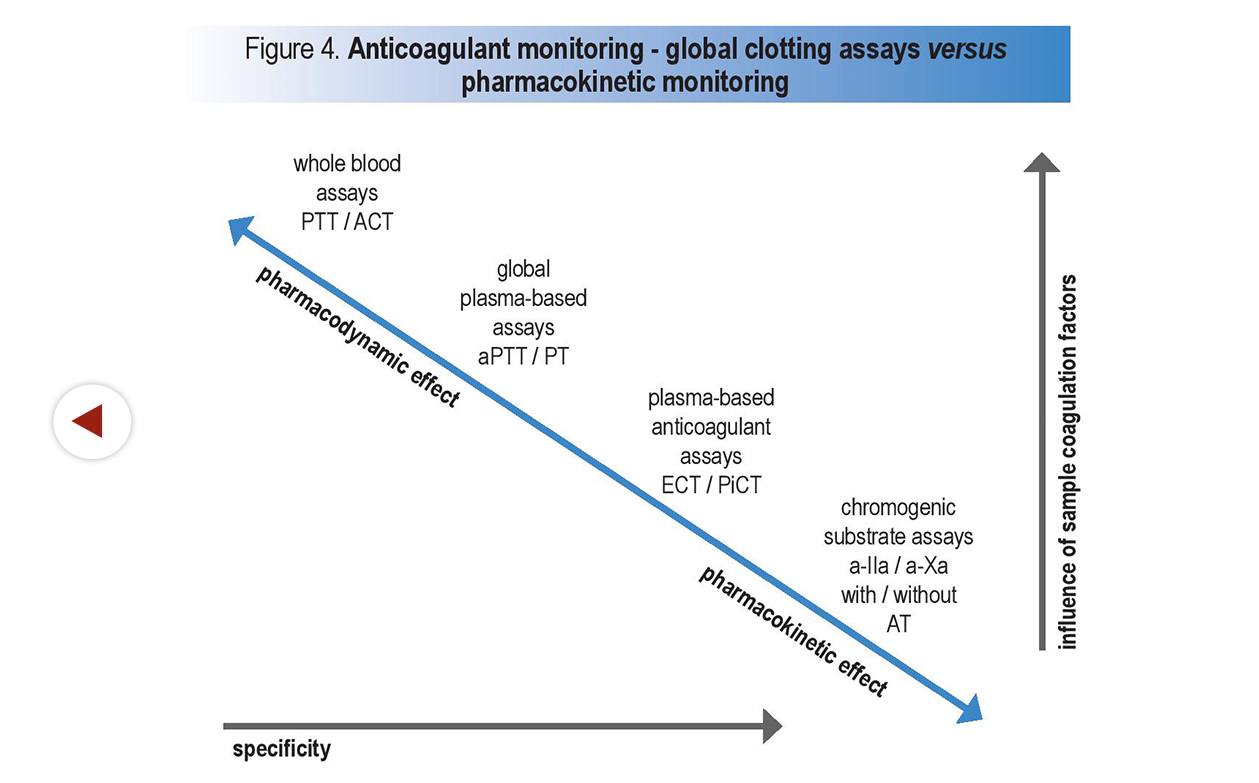 Figure 4. Anticoagulant monitoring - global clotting assays versus
pharmacokinetic monitoring
whole blood
assays
PTT / ACT
pharmacodynamic effect
global
plasma-based
assays
aPTT / PT
plasma-based
anticoagulant
assays
ECT / PiCT
chromogenic
substrate assays
a-IIa / a-Xa
with / without
AT
pharmacokinetic effect
influence of sample coagulation factors
specificity